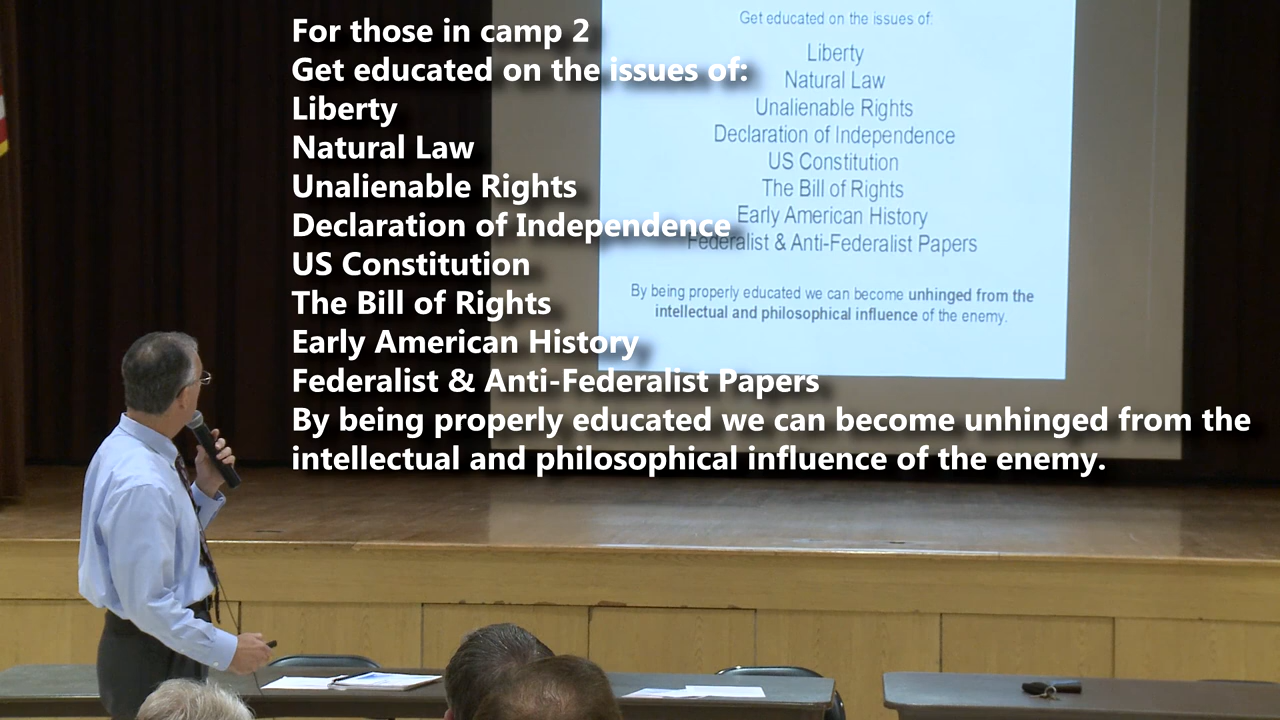 For those in camp 2
Get educated on the issues of:
Liberty
Natural Law
Unalienable Rights
Declaration of Independence
US Constitution
The Bill of Rights
Early American History
Federalist & Anti-Federalist Papers
By being properly educated we can become unhinged from the
intellectual and philosophical influence of the enemy.
Get educated on the issues of:
Liberty
Natural Law
Unalienable Rights
Declaration of Independence
US Constitution
The Bill of Rights
Early American History
Federalist & Anti-Federalist Papers
By being properly educated we can become unhinged from the
intellectual and philosophical influence of the enemy.